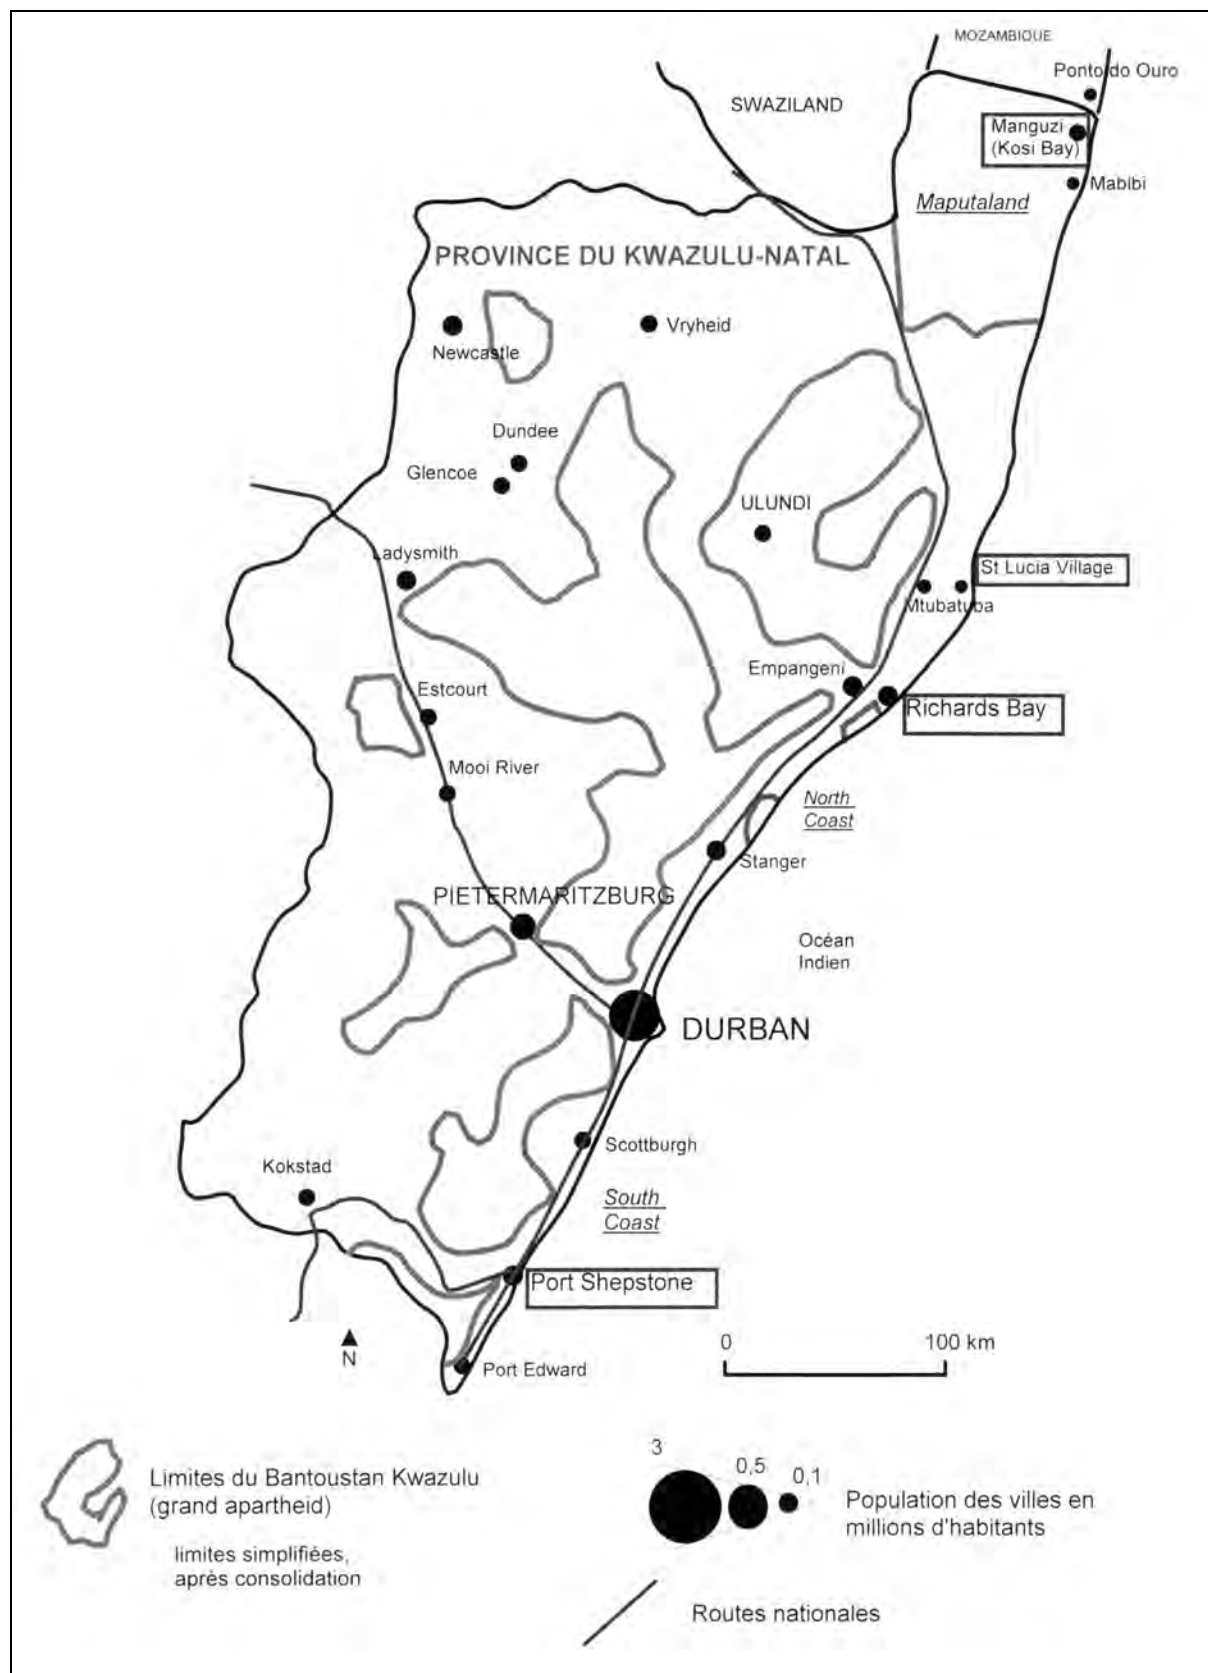 MOZAMBIQUE
Ponto do Ouro
SWAZILAND
Manguzi
(Kosi Bay)
Mabibi
Maputaland
PROVINCE DU KWAZULU-NATAL
Newcastle
Vryheid
Dundee
Glencoe
ULUNDI
Ladysmith
St Lucia Village
Mtubatuba
Empangeni
Richards Bay
Estcourt
Mooi River
North
Coast
Stanger
PIETERMARITZBURG
Océan
Indien
DURBAN
Scottburgh
Kokstad
South
Coast
Port Shepstone
N
0 100 km
Port Edward
Limites du Bantoustan Kwazulu
(grand apartheid)
limites simplifiées,
après consolidation
3
0,5
0,1
Population des villes en
millions d'habitants
Routes nationales